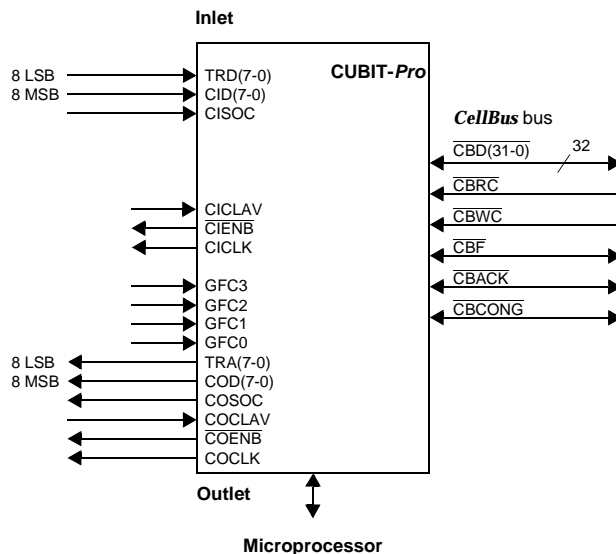 Inlet
CUBIT-Pro
8 LSB TRD(7-0)
8 MSB CID(7-0)
CISOC
CellBus bus
CBD(31-0) 32
CBRC
CICLAV
CBWC
CIENB
CICLK
CBF
CBACK
GFC3
GFC2
CBCONG
GFC1
GFC0
8 LSB TRA(7-0)
8 MSB COD(7-0)
COSOC
COCLAV
COENB
COCLK
Outlet
Microprocessor